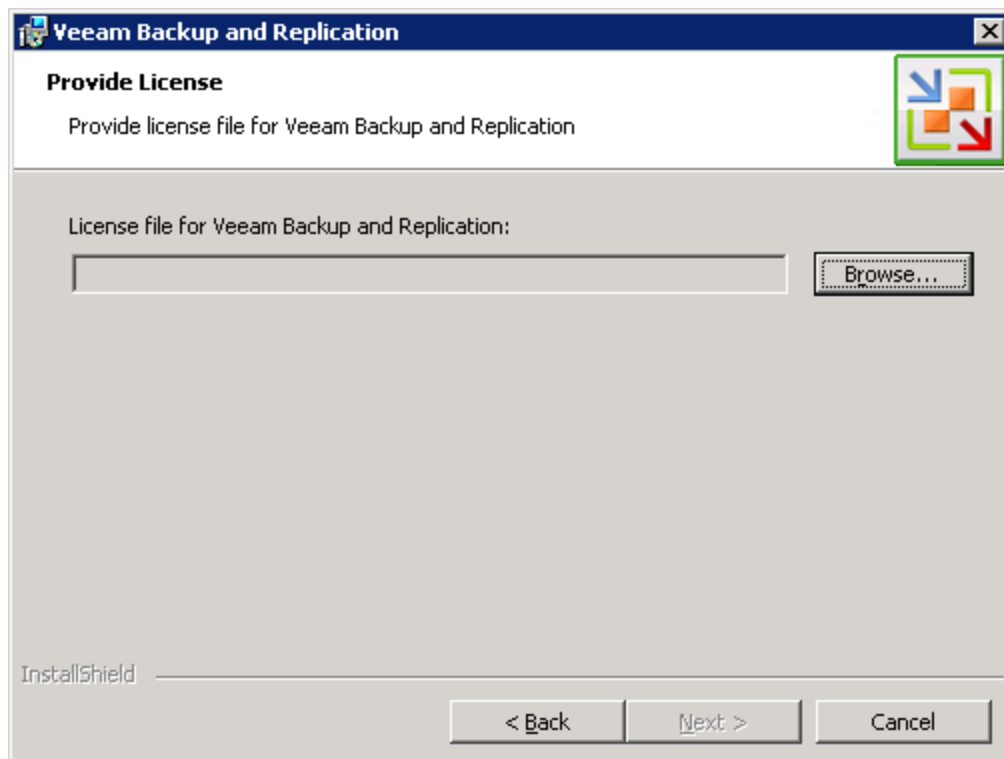 Veeam Backup and Replication
Provide License
Provide license file for Veeam Backup and Replication
License file for Veeam Backup and Replication:
Browse...
InstallShield
< Back
Next >
Cancel